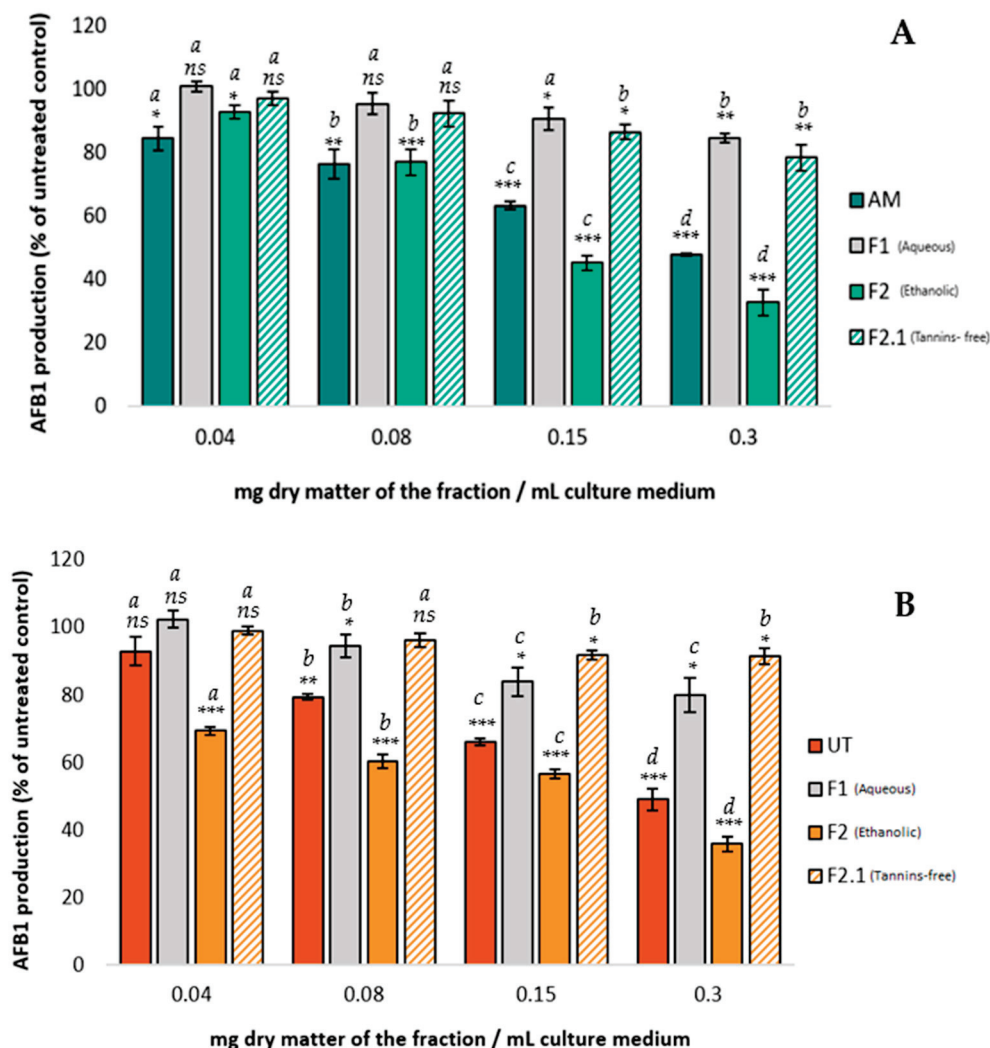 A
AFB1 production (% of untreated control)
120
100
80
60
40
20
0
a
*
a
ns
a
*
a
ns
b
**
a
ns
b
***
a
ns
c
***
a
*
c
***
b
*
d
***
b
**
d
***
b
**
0.04 0.08 0.15 0.3
mg dry matter of the fraction / mL culture medium
AM
F1 (Aqueous)
F2 (Ethanolic)
F2.1 (Tannins- free)
B
AFB1 production (% of untreated control)
120
100
80
60
40
20
0
a
ns
a
ns
a
***
a
ns
b
**
b
*
b
***
a
ns
c
***
c
*
c
***
b
*
d
***
c
*
d
***
b
*
0.04 0.08 0.15 0.3
mg dry matter of the fraction / mL culture medium
UT
F1 (Aqueous)
F2 (Ethanolic)
F2.1 (Tannins-free)